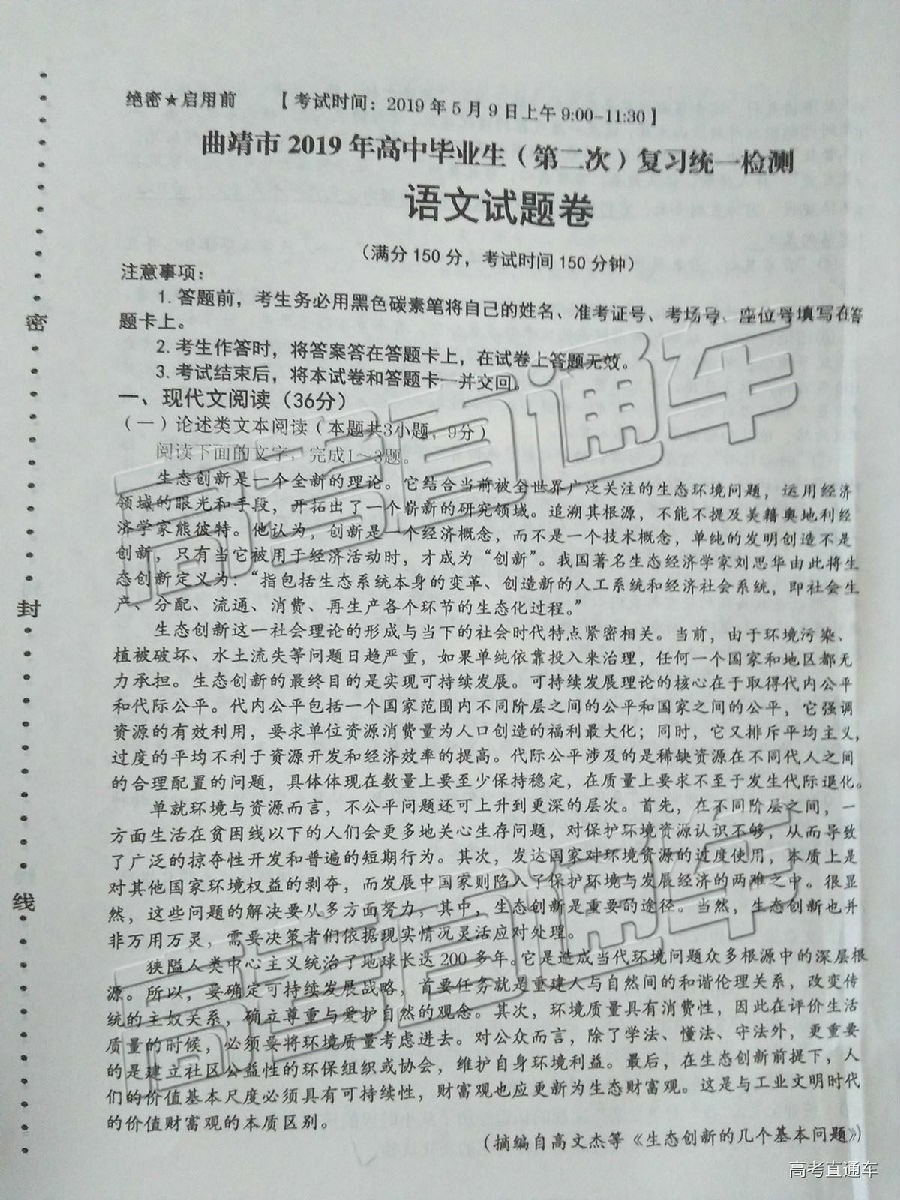 绝密★启用前 【考试时间：2019年5月9日上午9:00-11:30】
曲靖市2019年高中毕业生（第二次）复习统一检测
语文试题卷
（满分150分，考试时间150分钟）
注意事项：
1.答题前，考生务必用黑色碳素笔将自己的姓名、准考证号、考场号、座位号填写在答
题卡上。
2.考生作答时，将答案答在答题卡上，在试卷上答题无效。
3.考试结束后，将本试卷和答题卡一并交回。
一、现代文阅读（36分）
（一）论述类文本阅读（本题共3小题，9分）
阅读下面的文字，完成1～3题。
生态创新是一个全新的理论。它结合当前被全世界广泛关注的生态环境问题，运用经济
领域的眼光和手段，开拓出了一个崭新的研究领域。追溯其根源，不能不提及美籍奥地利经
济学家熊彼特。他认为，创新是一个经济概念，而不是一个技术概念，单纯的发明创造不是
创新，只有当它被用于经济活动时，才成为“创新”。我国著名生态经济学家刘思华由此将生
态创新定义为：“指包括生态系统本身的变革、创造新的人工系统和经济社会系统，即社会生
产、分配、流通、消费、再生产各个环节的生态化过程。”
生态创新这一社会理论的形成与当下的社会时代特点紧密相关。当前，由于环境污染、
植被破坏、水土流失等问题日趋严重，如果单纯依靠投入来治理，任何一个国家和地区都无
力承担。生态创新的最终目的是实现可持续发展。可持续发展理论的核心在于取得代内公平
和代际公平。代内公平包括一个国家范围内不同阶层之间的公平和国家之间的公平，它强调
资源的有效利用，要求单位资源消费量为人口创造的福利最大化；同时，它又排斥平均主义，
过度的平均不利于资源开发和经济效率的提高。代际公平涉及的是稀缺资源在不同代人之间
的合理配置的问题，具体体现在数量上要至少保持稳定，在质量上要求不至于发生代际退化。
单就环境与资源而言，不公平问题还可上升到更深的层次。首先，在不同阶层之间，一
方面生活在贫困线以下的人们会更多地关心生存问题，对保护环境资源认识不够，从而导致
了广泛的掠夺性开发和普遍的短期行为。其次，发达国家对环境资源的过度使用，本质上是
对其他国家环境权益的剥夺，而发展中国家则陷入了保护环境与发展经济的两难之中。很显
然，这些问题的解决要从多方面努力，其中，生态创新是重要的途径。当然，生态创新也并
非万用万灵，需要决策者们依据现实情况灵活应对处理。
狭隘人类中心主义统治了地球长达200多年。它是造成当代环境问题众多根源中的深层根
源。所以，要确定可持续发展战略，首要任务就是重建人与自然间的和谐伦理关系，改变传
统的主奴关系，确立尊重与爱护自然的观念。其次，环境质量具有消费性，因此在评价生活
质量的时候，必须要将环境质量考虑进去。对公众而言，除了学法、懂法、守法外，更重要
的是建立社区公益性的环保组织或协会，维护自身环境利益。最后，在生态创新前提下，人
们的价值基本尺度必须具有可持续性，财富观也应更新为生态财富观。这是与工业文明时代
的价值财富观的本质区别。
（摘编自高文杰等《生态创新的几个基本问题》）
密
封
线
高考直通车
高考直通车
高考直通车